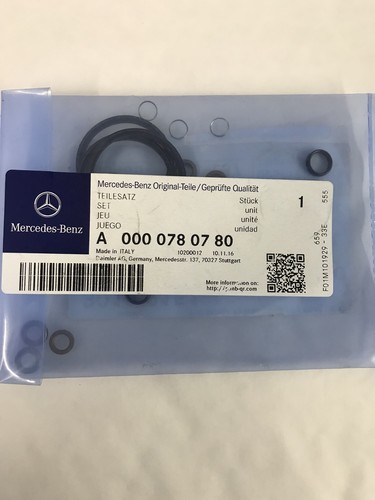 Mercedes-Benz
Mercedes-Benz Original-Teile/Geprüfte Qualität
TEILESATZ Stück 1
SET unit
JEU unité
JUEGO unidad
A 000 078 07 80
Made in ITALY 10200012 10.11.16
Daimler AG, Germany, Mercedesstr. 137, 70327 Stuttgart
More information on:
659
F01M101929 - 33E 555